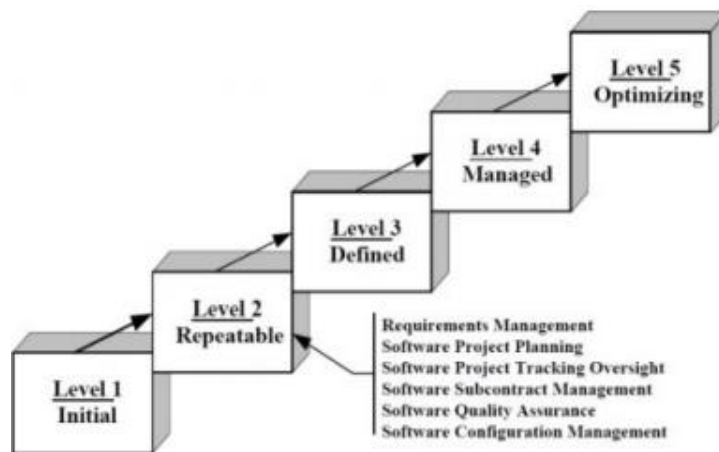 Level 5
Optimizing
Level 4
Managed
Level 3
Defined
Level 2
Repeatable
Level 1
Initial
Requirements Management
Software Project Planning
Software Project Tracking Oversight
Software Subcontract Management
Software Quality Assurance
Software Configuration Management